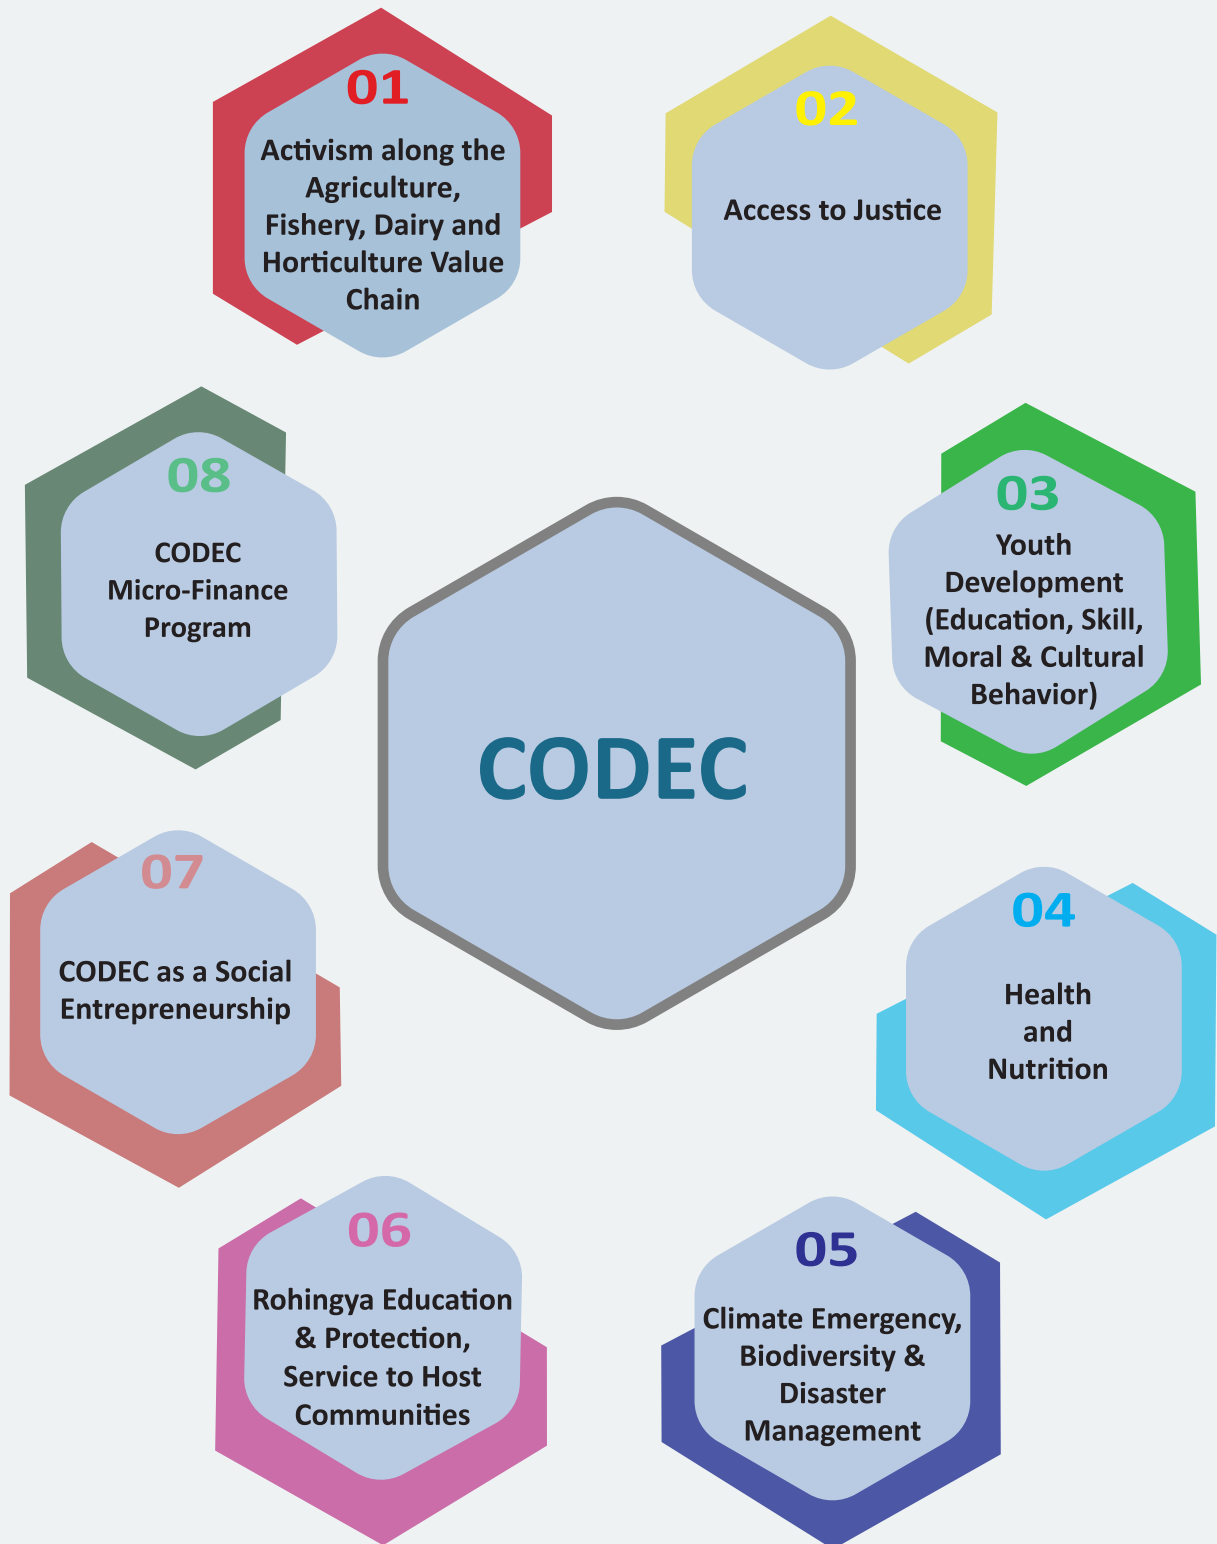 01
Activism along the
Agriculture,
Fishery, Dairy and
Horticulture Value
Chain
02
Access to Justice
03
Youth
Development
(Education, Skill,
Moral & Cultural
Behavior)
04
Health
and
Nutrition
05
Climate Emergency,
Biodiversity &
Disaster
Management
06
Rohingya Education
& Protection,
Service to Host
Communities
07
CODEC as a Social
Entrepreneurship
08
CODEC
Micro-Finance
Program
CODEC